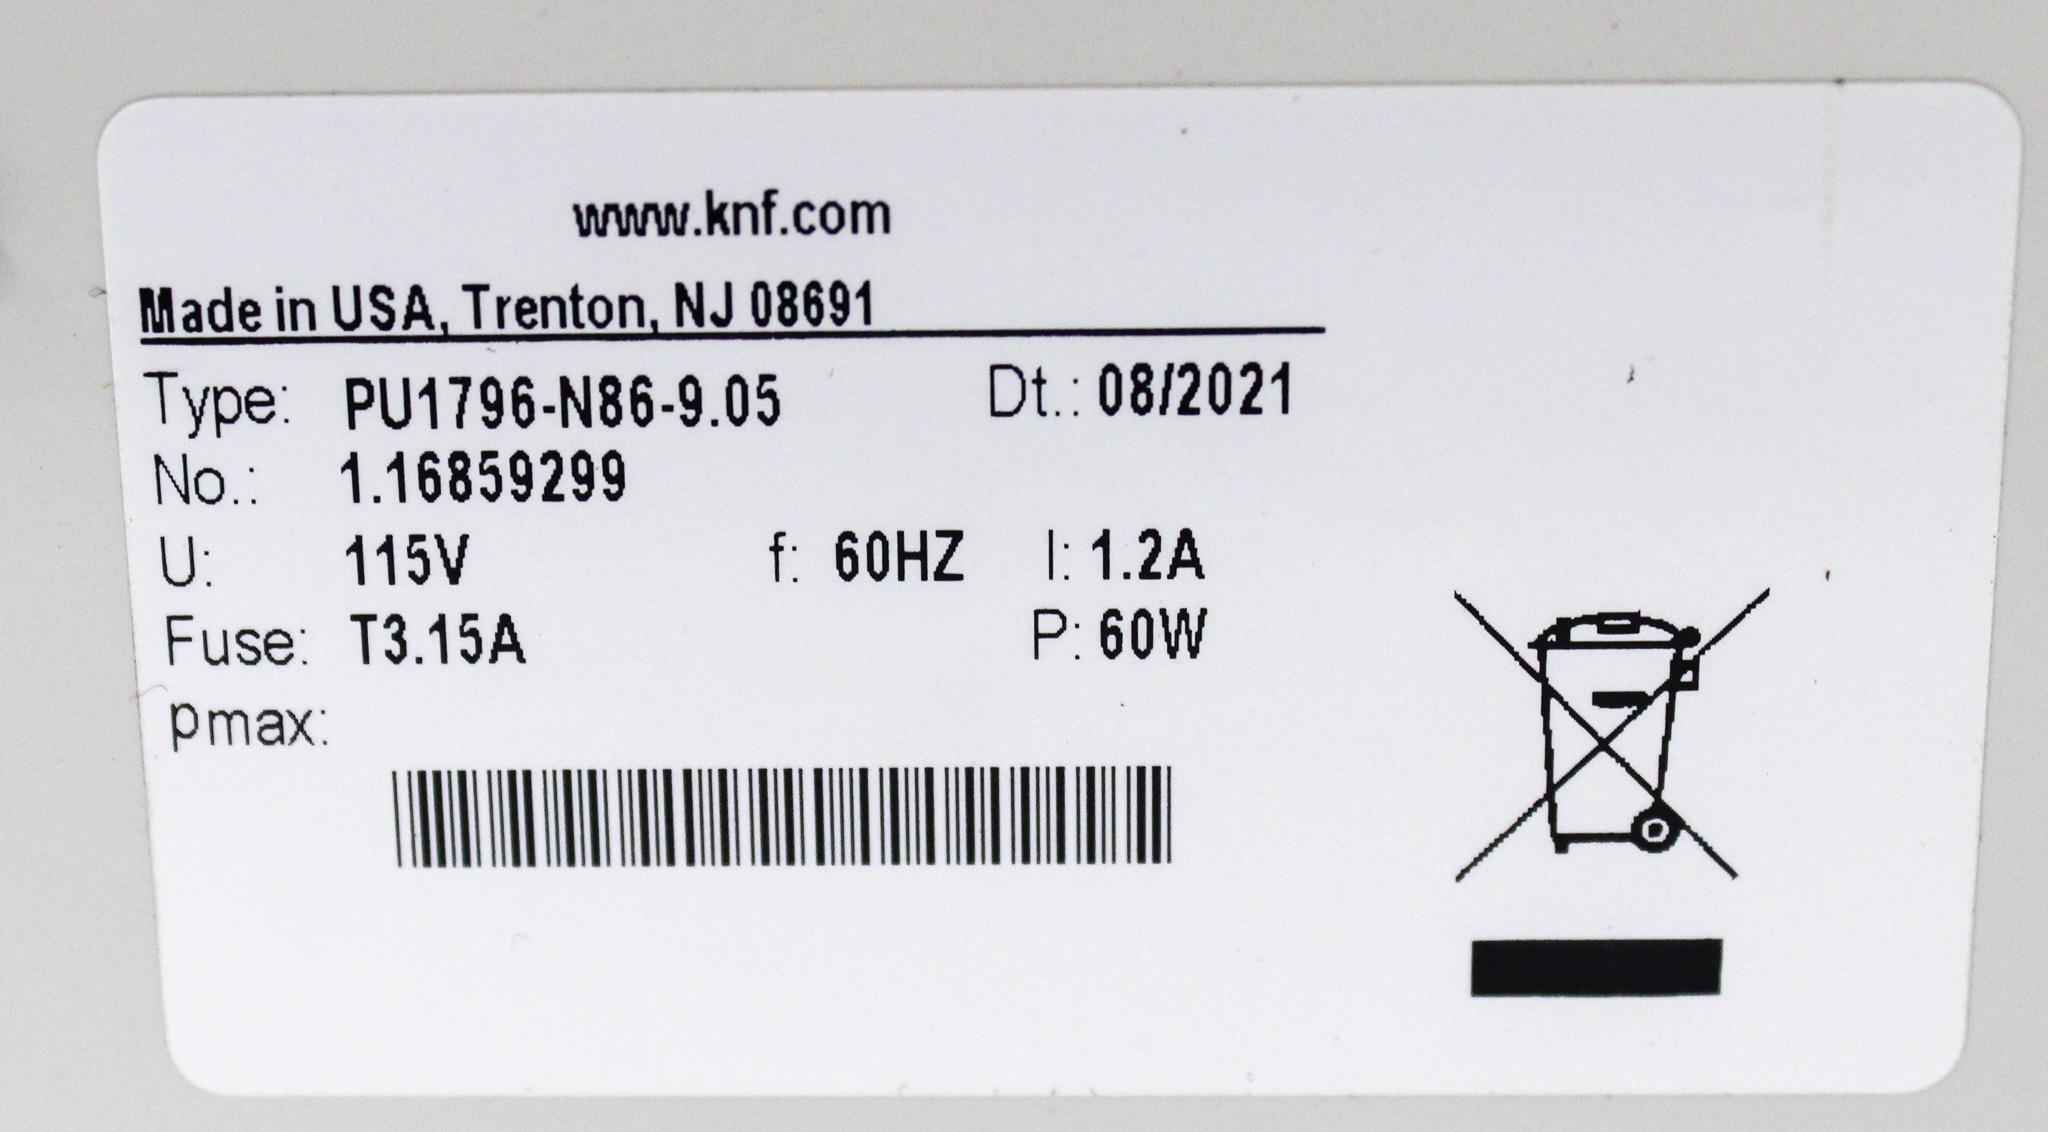 www.knf.com
Made in USA, Trenton, NJ 08691
Type: PU1796-N86-9.05 Dt.: 08/2021
No.: 1.16859299
U: 115V f: 60HZ I: 1.2A
Fuse: T3.15A P: 60W
pmax: